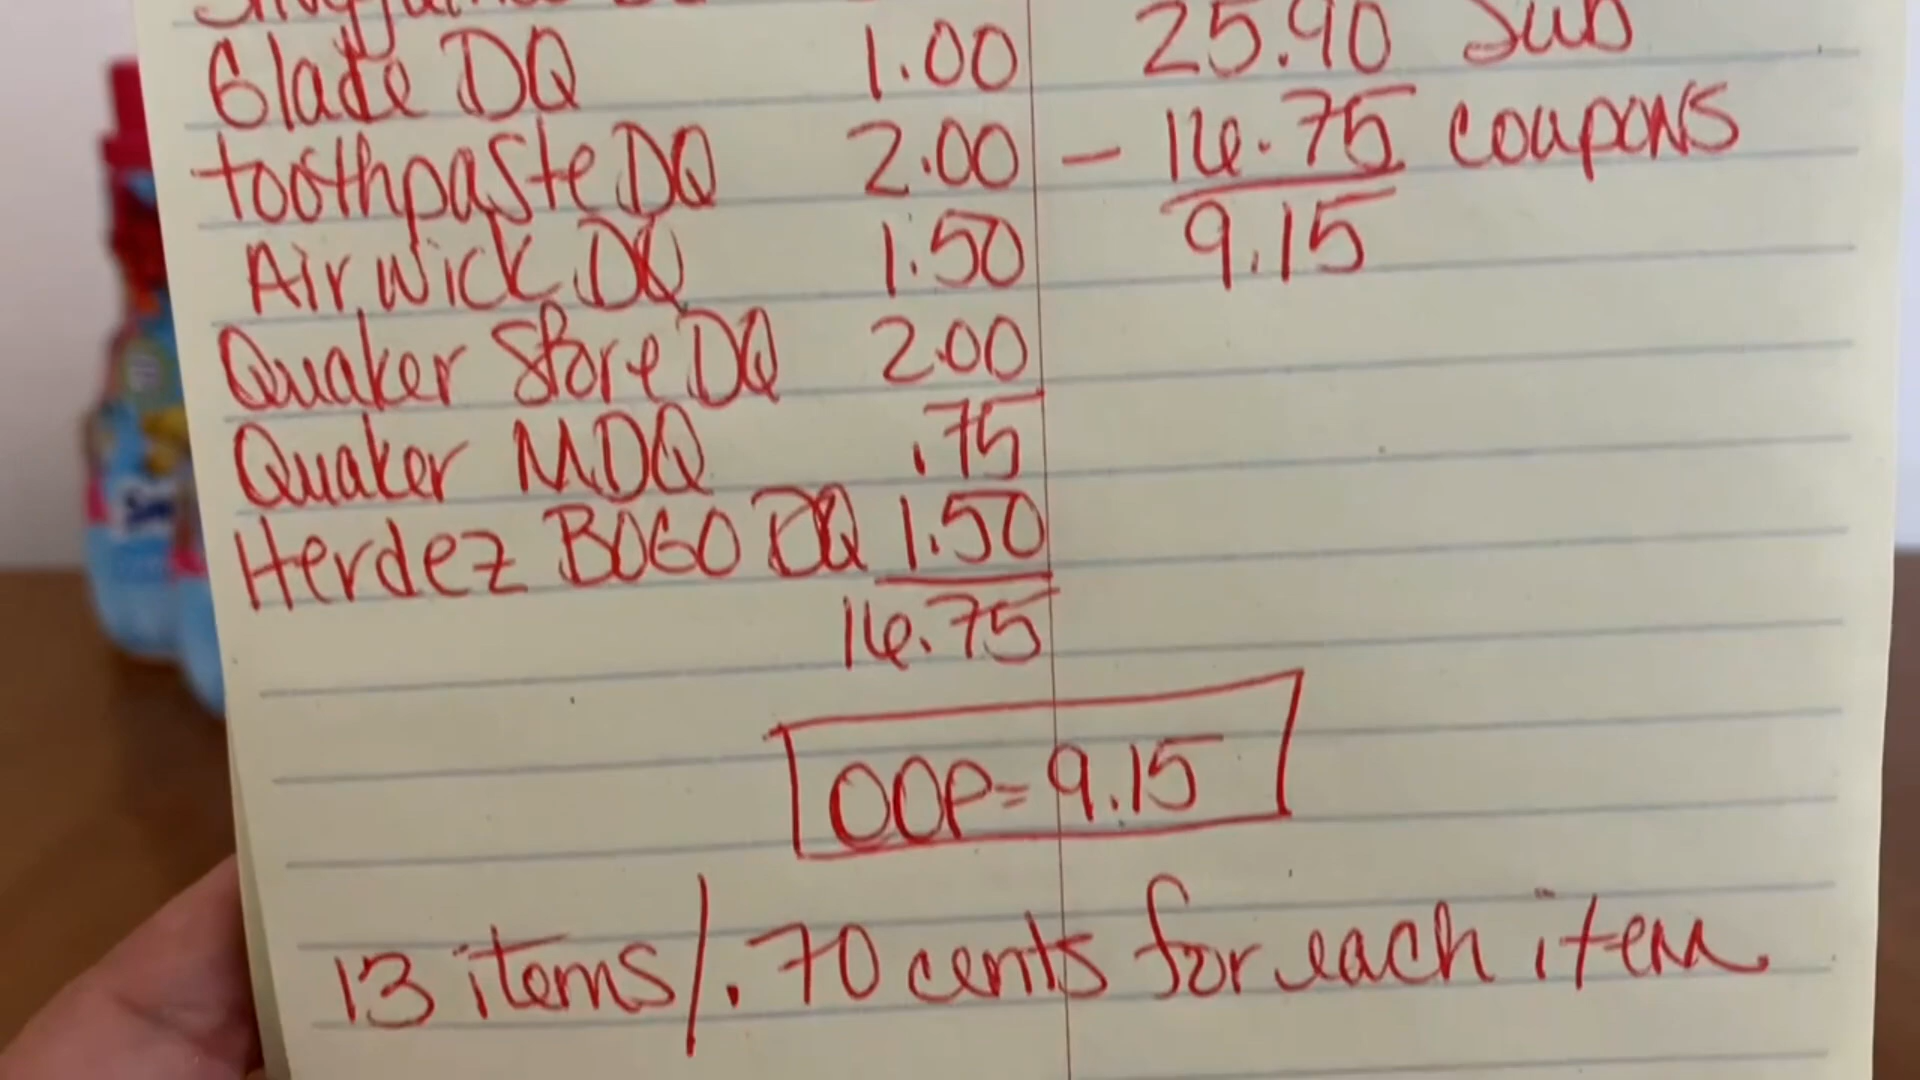 Glade DQ 1.00
toothpaste DQ 2.00
Air Wick DQ 1.50
Quaker Store DQ 2.00
Quaker MDQ .75
Herdez BOGO DQ 1.50
16.75
25.90 Sub
- 16.75 coupons
9.15
OOP= 9.15
13 items/.70 cents for each item